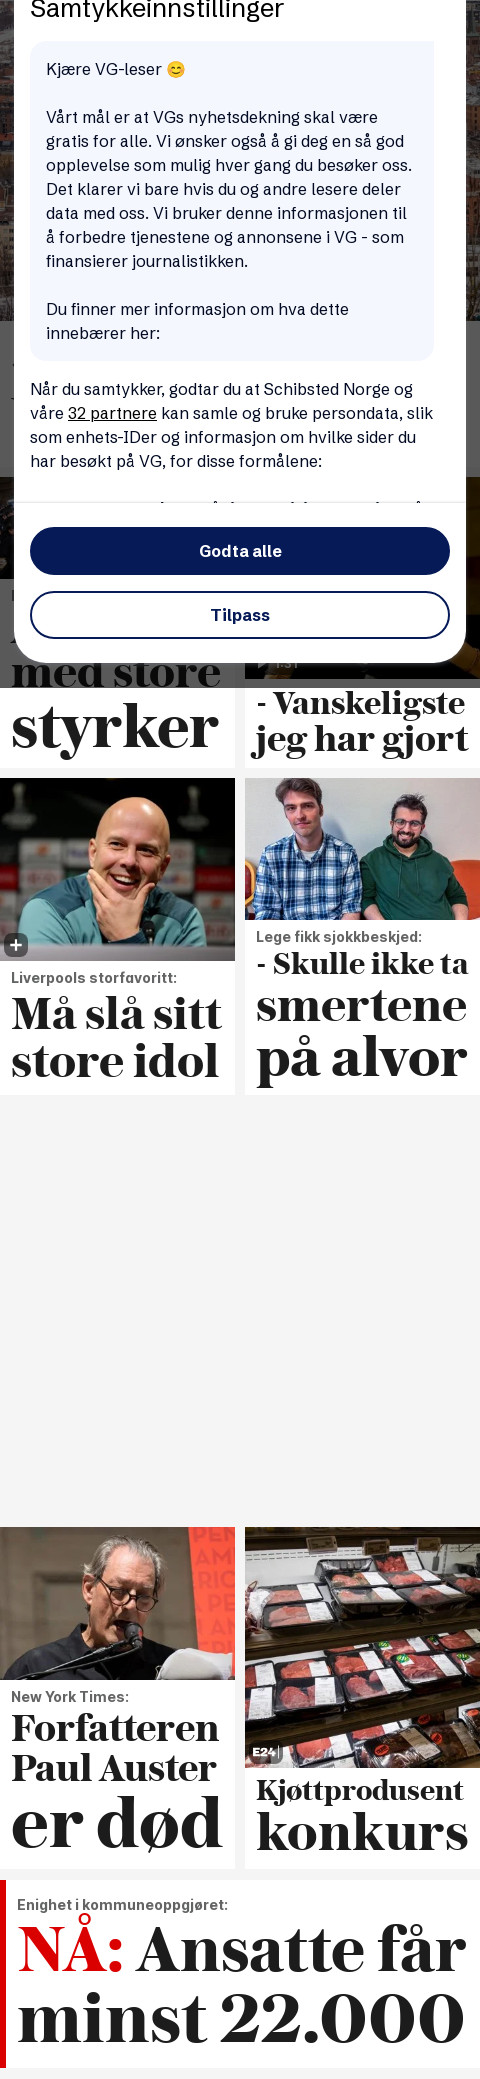 Samtykkeinnstillinger
Kjære VG-leser 😊
Vårt mål er at VGs nyhetsdekning skal være
gratis for alle. Vi ønsker også å gi deg en så god
opplevelse som mulig hver gang du besøker oss.
Det klarer vi bare hvis du og andre lesere deler
data med oss. Vi bruker denne informasjonen til
å forbedre tjenestene og annonsene i VG - som
finansierer journalistikken.
Du finner mer informasjon om hva dette
innebærer her:
Når du samtykker, godtar du at Schibsted Norge og
våre 32 partnere kan samle og bruke persondata, slik
som enhets-IDer og informasjon om hvilke sider du
har besøkt på VG, for disse formålene:
Godta alle
Tilpass
med store
styrker
1:31
- Vanskeligste
jeg har gjort
Liverpools storfavoritt:
Må slå sitt
store idol
Lege fikk sjokkbeskjed:
- Skulle ikke ta
smertene
på alvor
New York Times:
Forfatteren
Paul Auster
er død
E24
Kjøttprodusent
konkurs
Enighet i kommuneoppgjøret:
NÅ: Ansatte får
minst 22.000